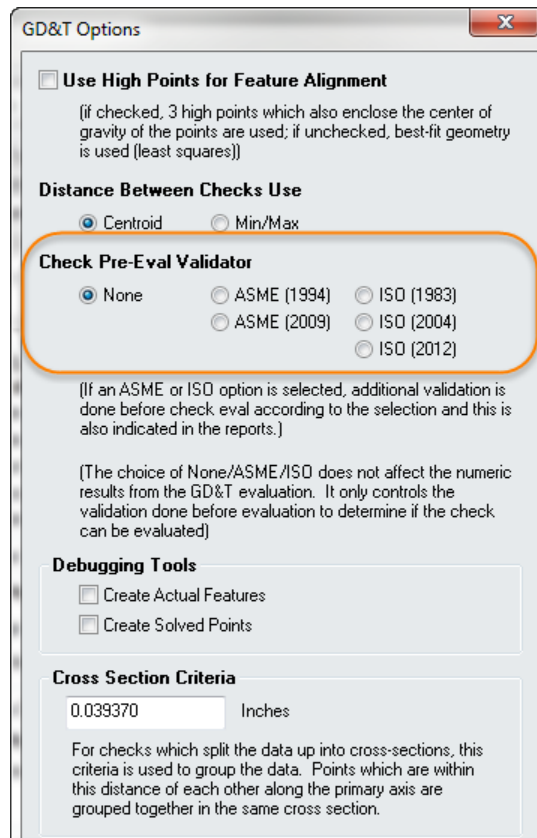 GD&T Options
Use High Points for Feature Alignment
(if checked, 3 high points which also enclose the center of
gravity of the points are used; if unchecked, best-fit geometry
is used (least squares))
Distance Between Checks Use
Centroid Min/Max
Check Pre-Eval Validator
None ASME (1994) ISO (1983)
ASME (2009) ISO (2004)
ISO (2012)
(If an ASME or ISO option is selected, additional validation is
done before check eval according to the selection and this is
also indicated in the reports.)
(The choice of None/ASME/ISO does not affect the numeric
results from the GD&T evaluation. It only controls the
validation done before evaluation to determine if the check
can be evaluated)
Debugging Tools
Create Actual Features
Create Solved Points
Cross Section Criteria
0.039370 Inches
For checks which split the data up into cross-sections, this
criteria is used to group the data. Points which are within
this distance of each other along the primary axis are
grouped together in the same cross section.